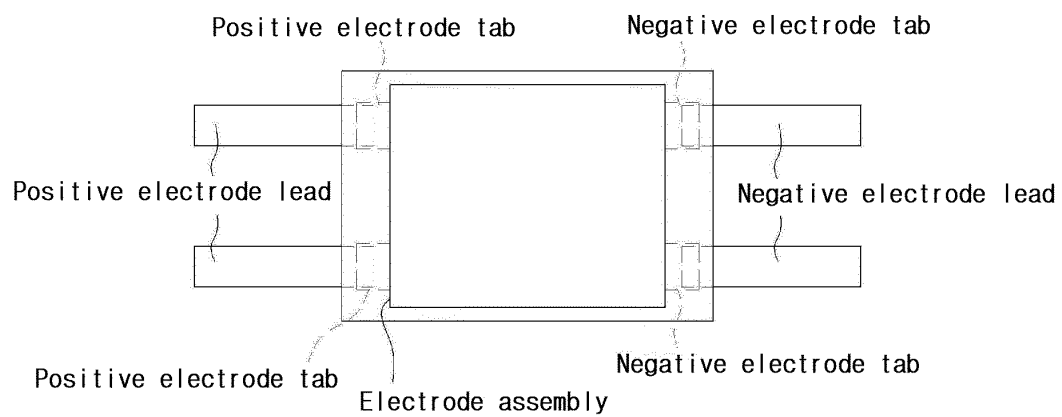 Positive electrode tab
Negative electrode tab
Positive electrode lead
Negative electrode lead
Positive electrode tab
Negative electrode tab
Electrode assembly